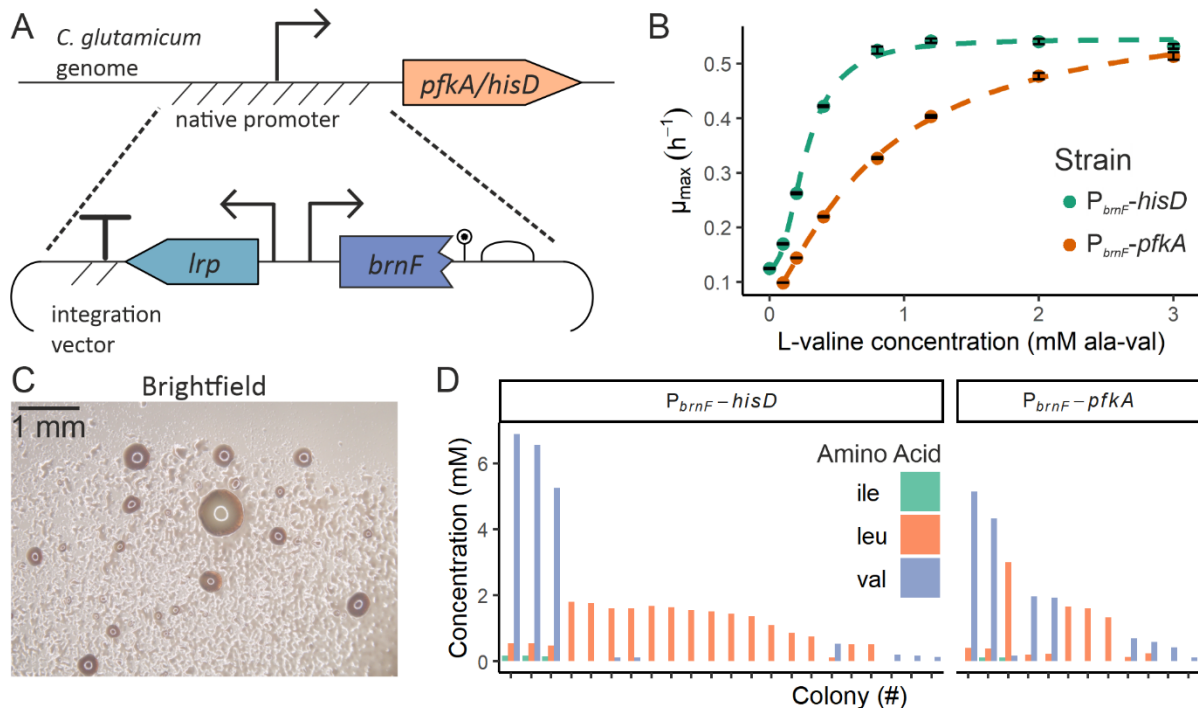 A
C. glutamicum
genome
pfkA/hisD
native promoter
lrp
brnF
integration
vector
B
μmax (h⁻¹)
0.5
0.4
0.3
0.2
0.1
0
1
2
3
L-valine concentration (mM ala-val)
Strain
PbrnF-hisD
PbrnF-pfkA
C
Brightfield
1 mm
D
PbrnF−hisD
PbrnF−pfkA
Concentration (mM)
6
4
2
0
Amino Acid
ile
leu
val
Colony (#)